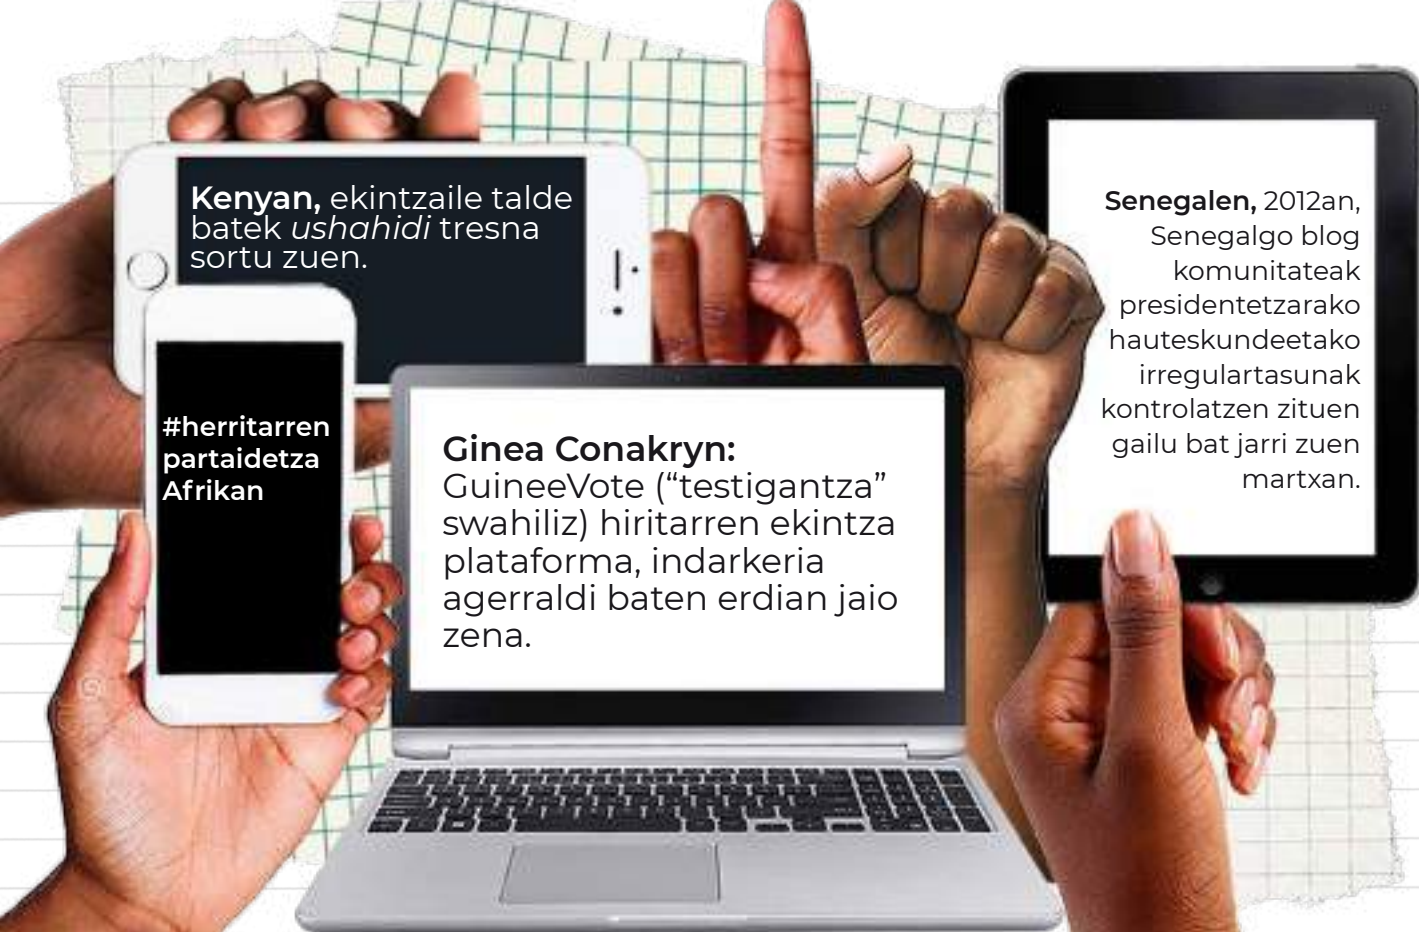 Kenyan, ekintzaile talde
batek ushahidi tresna
sortu zuen.
#herritarren
partaidetza
Afrikan
Ginea Conakryn:
GuineeVote (“testigantza”
swahiliz) hiritarren ekintza
plataforma, indarkeria
agerraldi baten erdian jaio
zena.
Senegalen, 2012an,
Senegalgo blog
komunitateak
presidentetzarako
hauteskundeetako
irregulartasunak
kontrolatzen zituen
gailu bat jarri zuen
martxan.